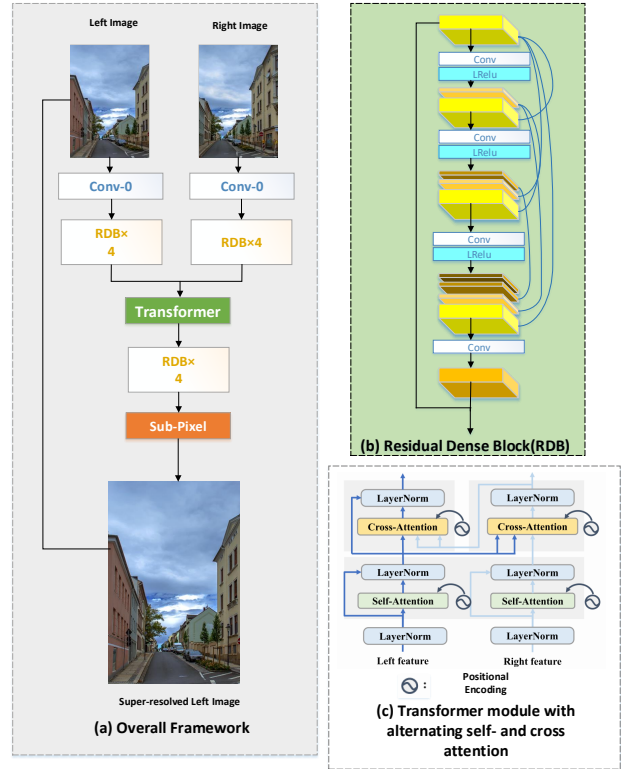 Left Image
Right Image
Conv-0
Conv-0
RDB×
4
RDB×4
Transformer
RDB×
4
Sub-Pixel
Super-resolved Left Image
(a) Overall Framework
Conv
LRelu
Conv
LRelu
Conv
LRelu
Conv
(b) Residual Dense Block(RDB)
LayerNorm
LayerNorm
Cross-Attention
Cross-Attention
LayerNorm
LayerNorm
Self-Attention
Self-Attention
LayerNorm
LayerNorm
Left feature
Right feature
: Positional
Encoding
(c) Transformer module with
alternating self- and cross
attention